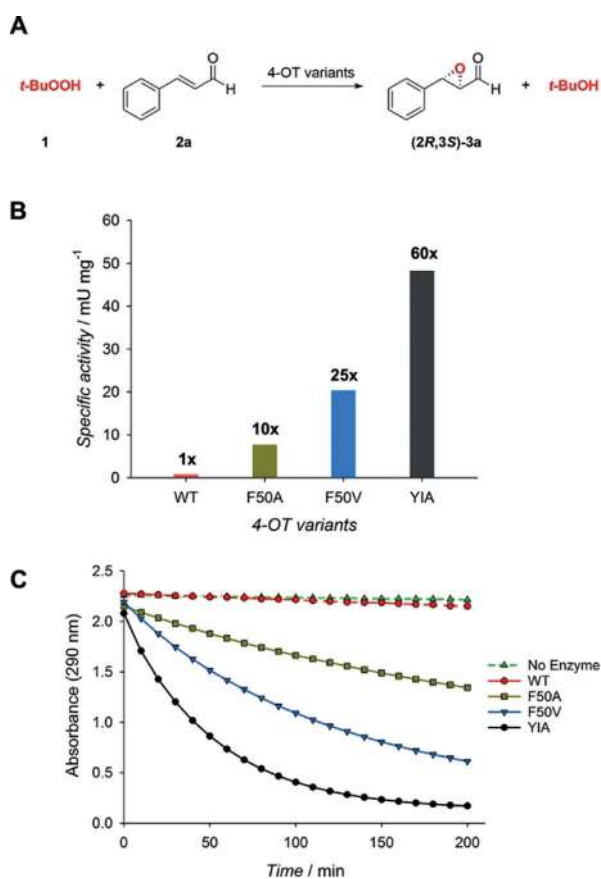 A
t-BuOOH + H O 4-OT variants O O H + t-BuOH
1 2a (2R,3S)-3a
B
Specific activity / mU mg-1
60
50
40
30
20
10
0
1x
10x
25x
60x
WT F50A F50V YIA
4-OT variants
C
Absorbance (290 nm)
2.5
2.0
1.5
1.0
0.5
0.0
0 50 100 150 200
Time / min
No Enzyme
WT
F50A
F50V
YIA